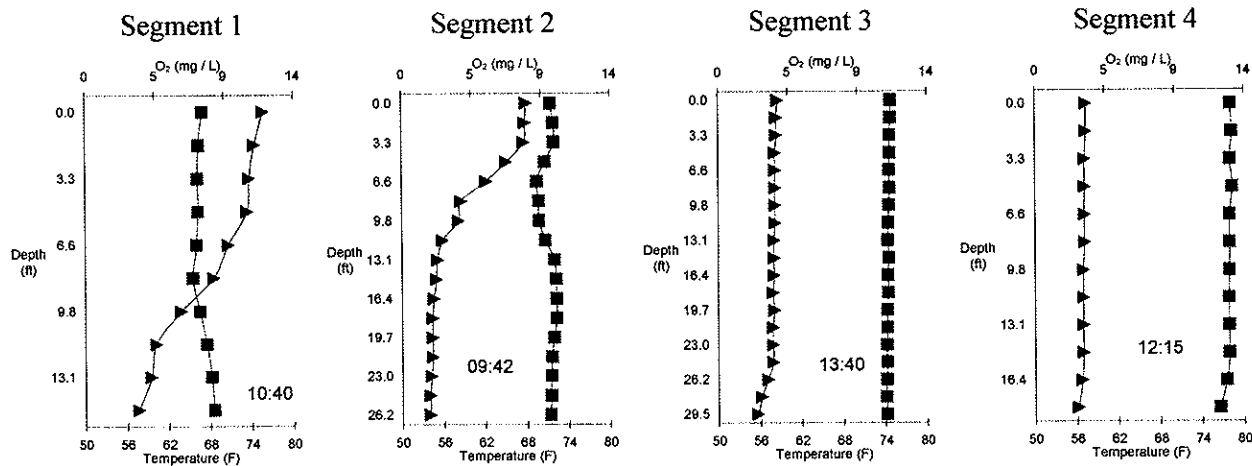 Segment 1
O₂ (mg / L)
0 5 9 14
0.0
3.3
6.6
Depth
(ft)
9.8
13.1
10:40
50 56 62 68 74 80
Temperature (F)
Segment 2
O₂ (mg / L)
0 5 9 14
0.0
3.3
6.6
9.8
Depth
(ft)
13.1
16.4
19.7
23.0
26.2
09:42
50 56 62 68 74 80
Temperature (F)
Segment 3
O₂ (mg / L)
0 5 9 14
0.0
3.3
6.6
9.8
13.1
Depth
(ft)
16.4
19.7
23.0
26.2
29.5
13:40
50 56 62 68 74 80
Temperature (F)
Segment 4
O₂ (mg / L)
0 5 9 14
0.0
3.3
6.6
Depth
(ft)
9.8
13.1
16.4
12:15
50 56 62 68 74 80
Temperature (F)